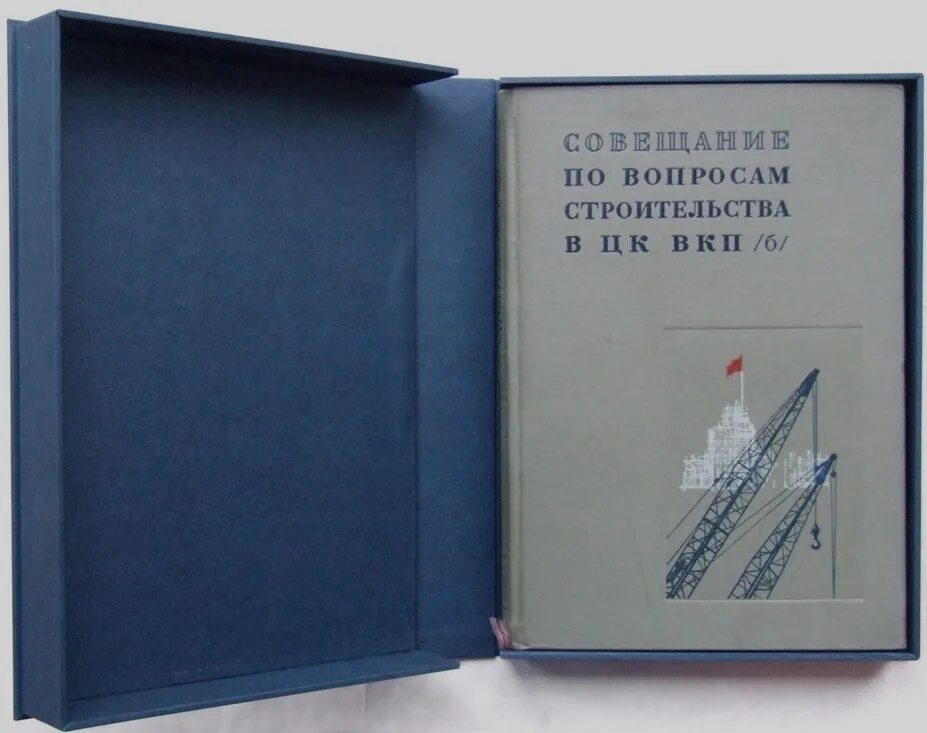 СОВЕЩАНИЕ
ПО ВОПРОСАМ
СТРОИТЕЛЬСТВА
В ЦК ВКП /б/